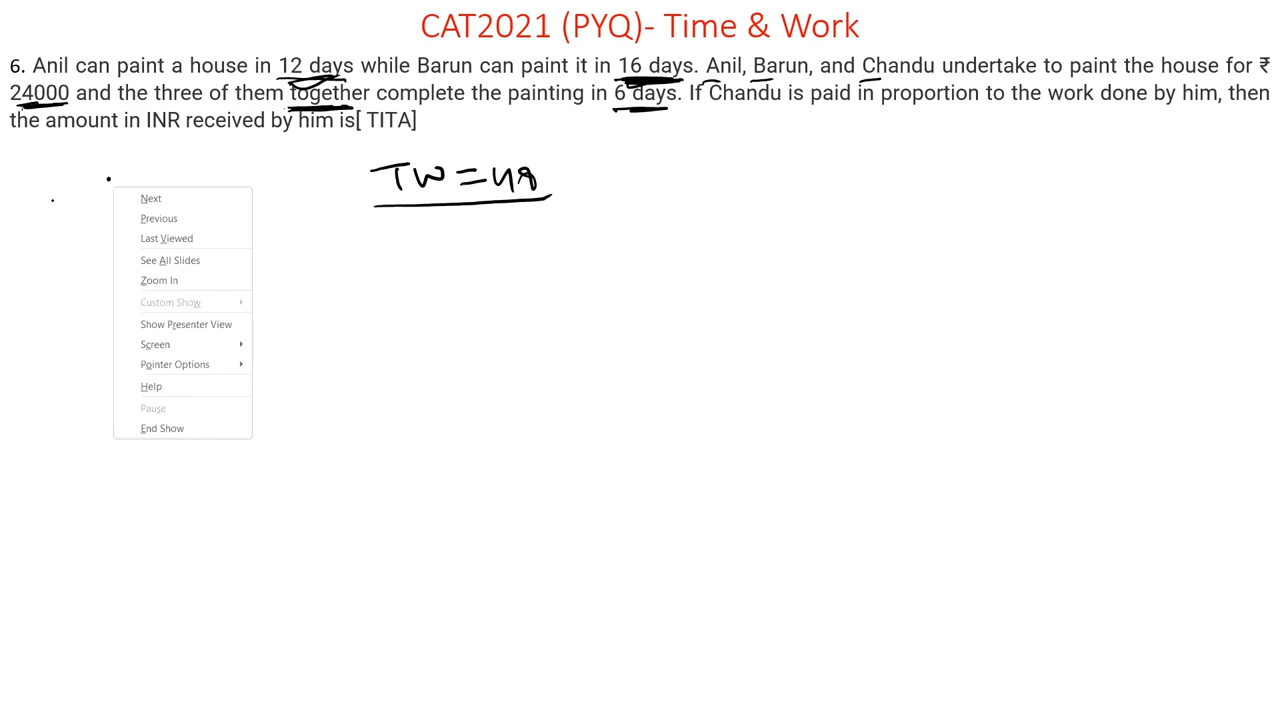 CAT2021 (PYQ)- Time & Work
6. Anil can paint a house in 12 days while Barun can paint it in 16 days. Anil, Barun, and Chandu undertake to paint the house for ₹
24000 and the three of them together complete the painting in 6 days. If Chandu is paid in proportion to the work done by him, then
the amount in INR received by him is[ TITA]
TW = 48
Next
Previous
Last Viewed
See All Slides
Zoom In
Custom Show
Show Presenter View
Screen
Pointer Options
Help
Pause
End Show